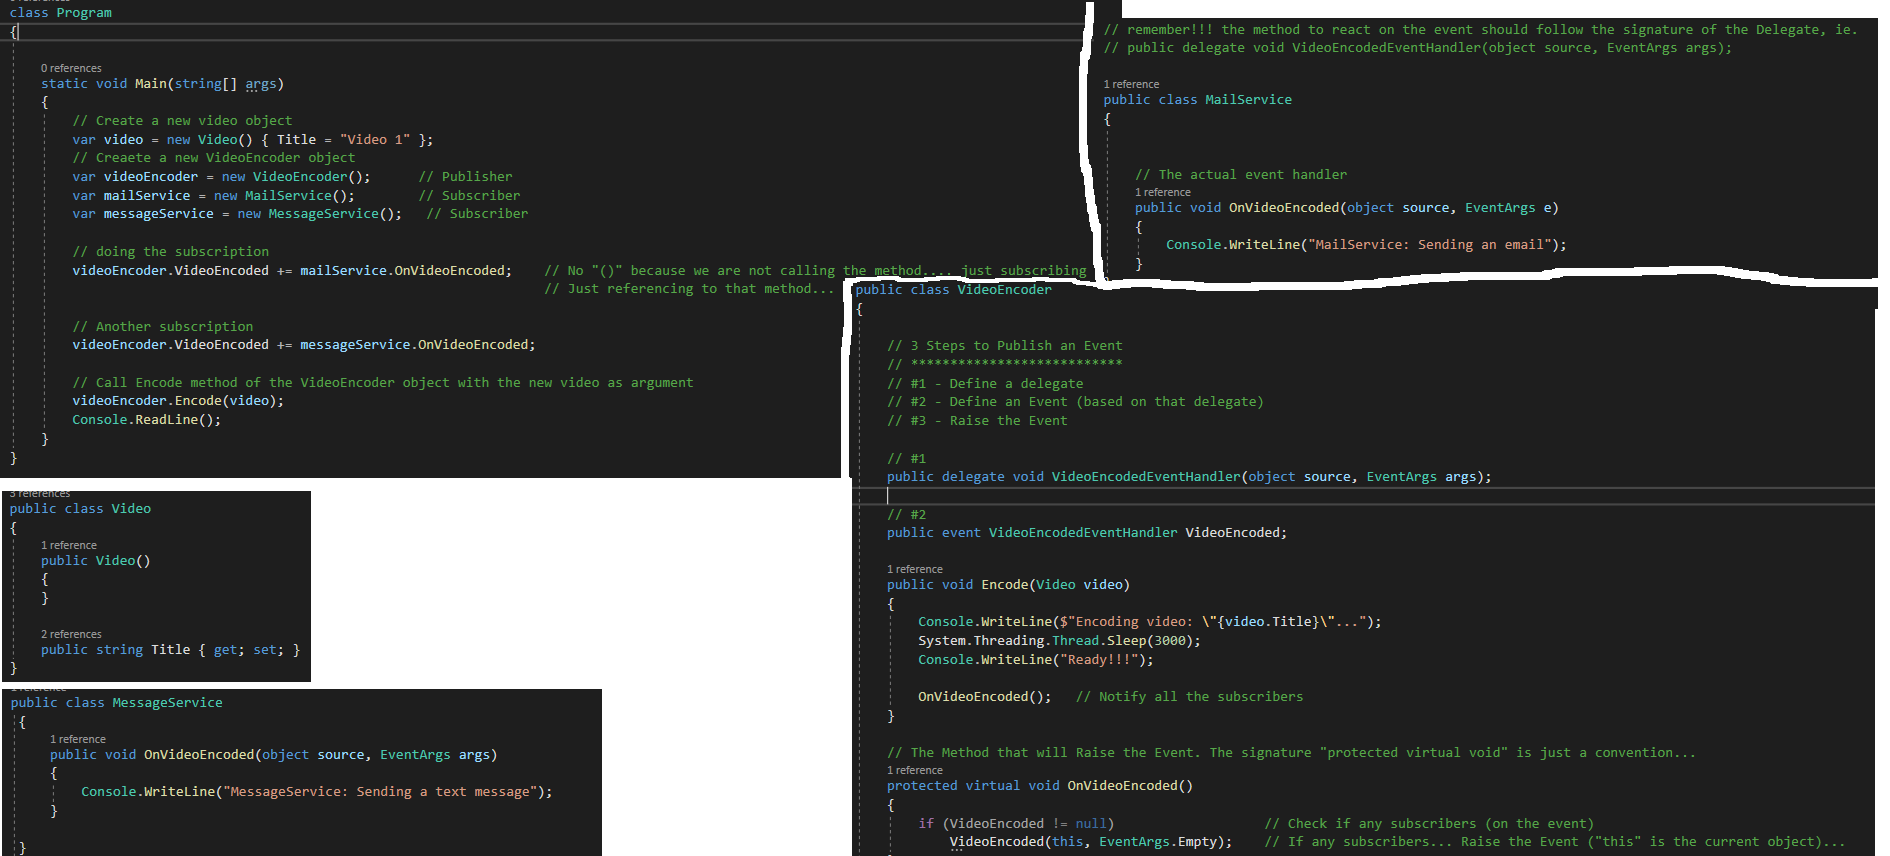 class Program
{
0 references
static void Main(string[] args)
{
// Create a new video object
var video = new Video() { Title = "Video 1" };
// Creaete a new VideoEncoder object
var videoEncoder = new VideoEncoder();      // Publisher
var mailService = new MailService();        // Subscriber
var messageService = new MessageService();   // Subscriber
// doing the subscription
videoEncoder.VideoEncoded += mailService.OnVideoEncoded;    // No "()" because we are not calling the method.... just subscribing
// Just referencing to that method...
// Another subscription
videoEncoder.VideoEncoded += messageService.OnVideoEncoded;
// Call Encode method of the VideoEncoder object with the new video as argument
videoEncoder.Encode(video);
Console.ReadLine();
}
}
3 references
public class Video
{
1 reference
public Video()
{
}
2 references
public string Title { get; set; }
}
1 reference
public class MessageService
{
1 reference
public void OnVideoEncoded(object source, EventArgs args)
{
Console.WriteLine("MessageService: Sending a text message");
}
}
// remember!!! the method to react on the event should follow the signature of the Delegate, ie.
// public delegate void VideoEncodedEventHandler(object source, EventArgs args);
1 reference
public class MailService
{
// The actual event handler
1 reference
public void OnVideoEncoded(object source, EventArgs e)
{
Console.WriteLine("MailService: Sending an email");
}
public class VideoEncoder
{
// 3 Steps to Publish an Event
// ***************************
// #1 - Define a delegate
// #2 - Define an Event (based on that delegate)
// #3 - Raise the Event
// #1
public delegate void VideoEncodedEventHandler(object source, EventArgs args);
// #2
public event VideoEncodedEventHandler VideoEncoded;
1 reference
public void Encode(Video video)
{
Console.WriteLine($"Encoding video: \"{video.Title}\"...");
System.Threading.Thread.Sleep(3000);
Console.WriteLine("Ready!!!");
OnVideoEncoded();   // Notify all the subscribers
}
// The Method that will Raise the Event. The signature "protected virtual void" is just a convention...
1 reference
protected virtual void OnVideoEncoded()
{
if (VideoEncoded != null)                   // Check if any subscribers (on the event)
VideoEncoded(this, EventArgs.Empty);    // If any subscribers... Raise the Event ("this" is the current object)...